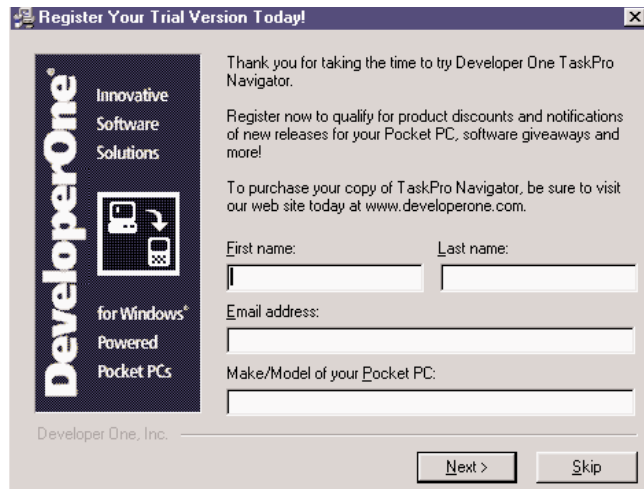 Register Your Trial Version Today!
DeveloperOne®
Innovative
Software
Solutions
for Windows®
Powered
Pocket PCs
Thank you for taking the time to try Developer One TaskPro
Navigator.
Register now to qualify for product discounts and notifications
of new releases for your Pocket PC, software giveaways and
more!
To purchase your copy of TaskPro Navigator, be sure to visit
our web site today at www.developerone.com.
First name:
Last name:
Email address:
Make/Model of your Pocket PC:
Developer One, Inc.
Next >
Skip